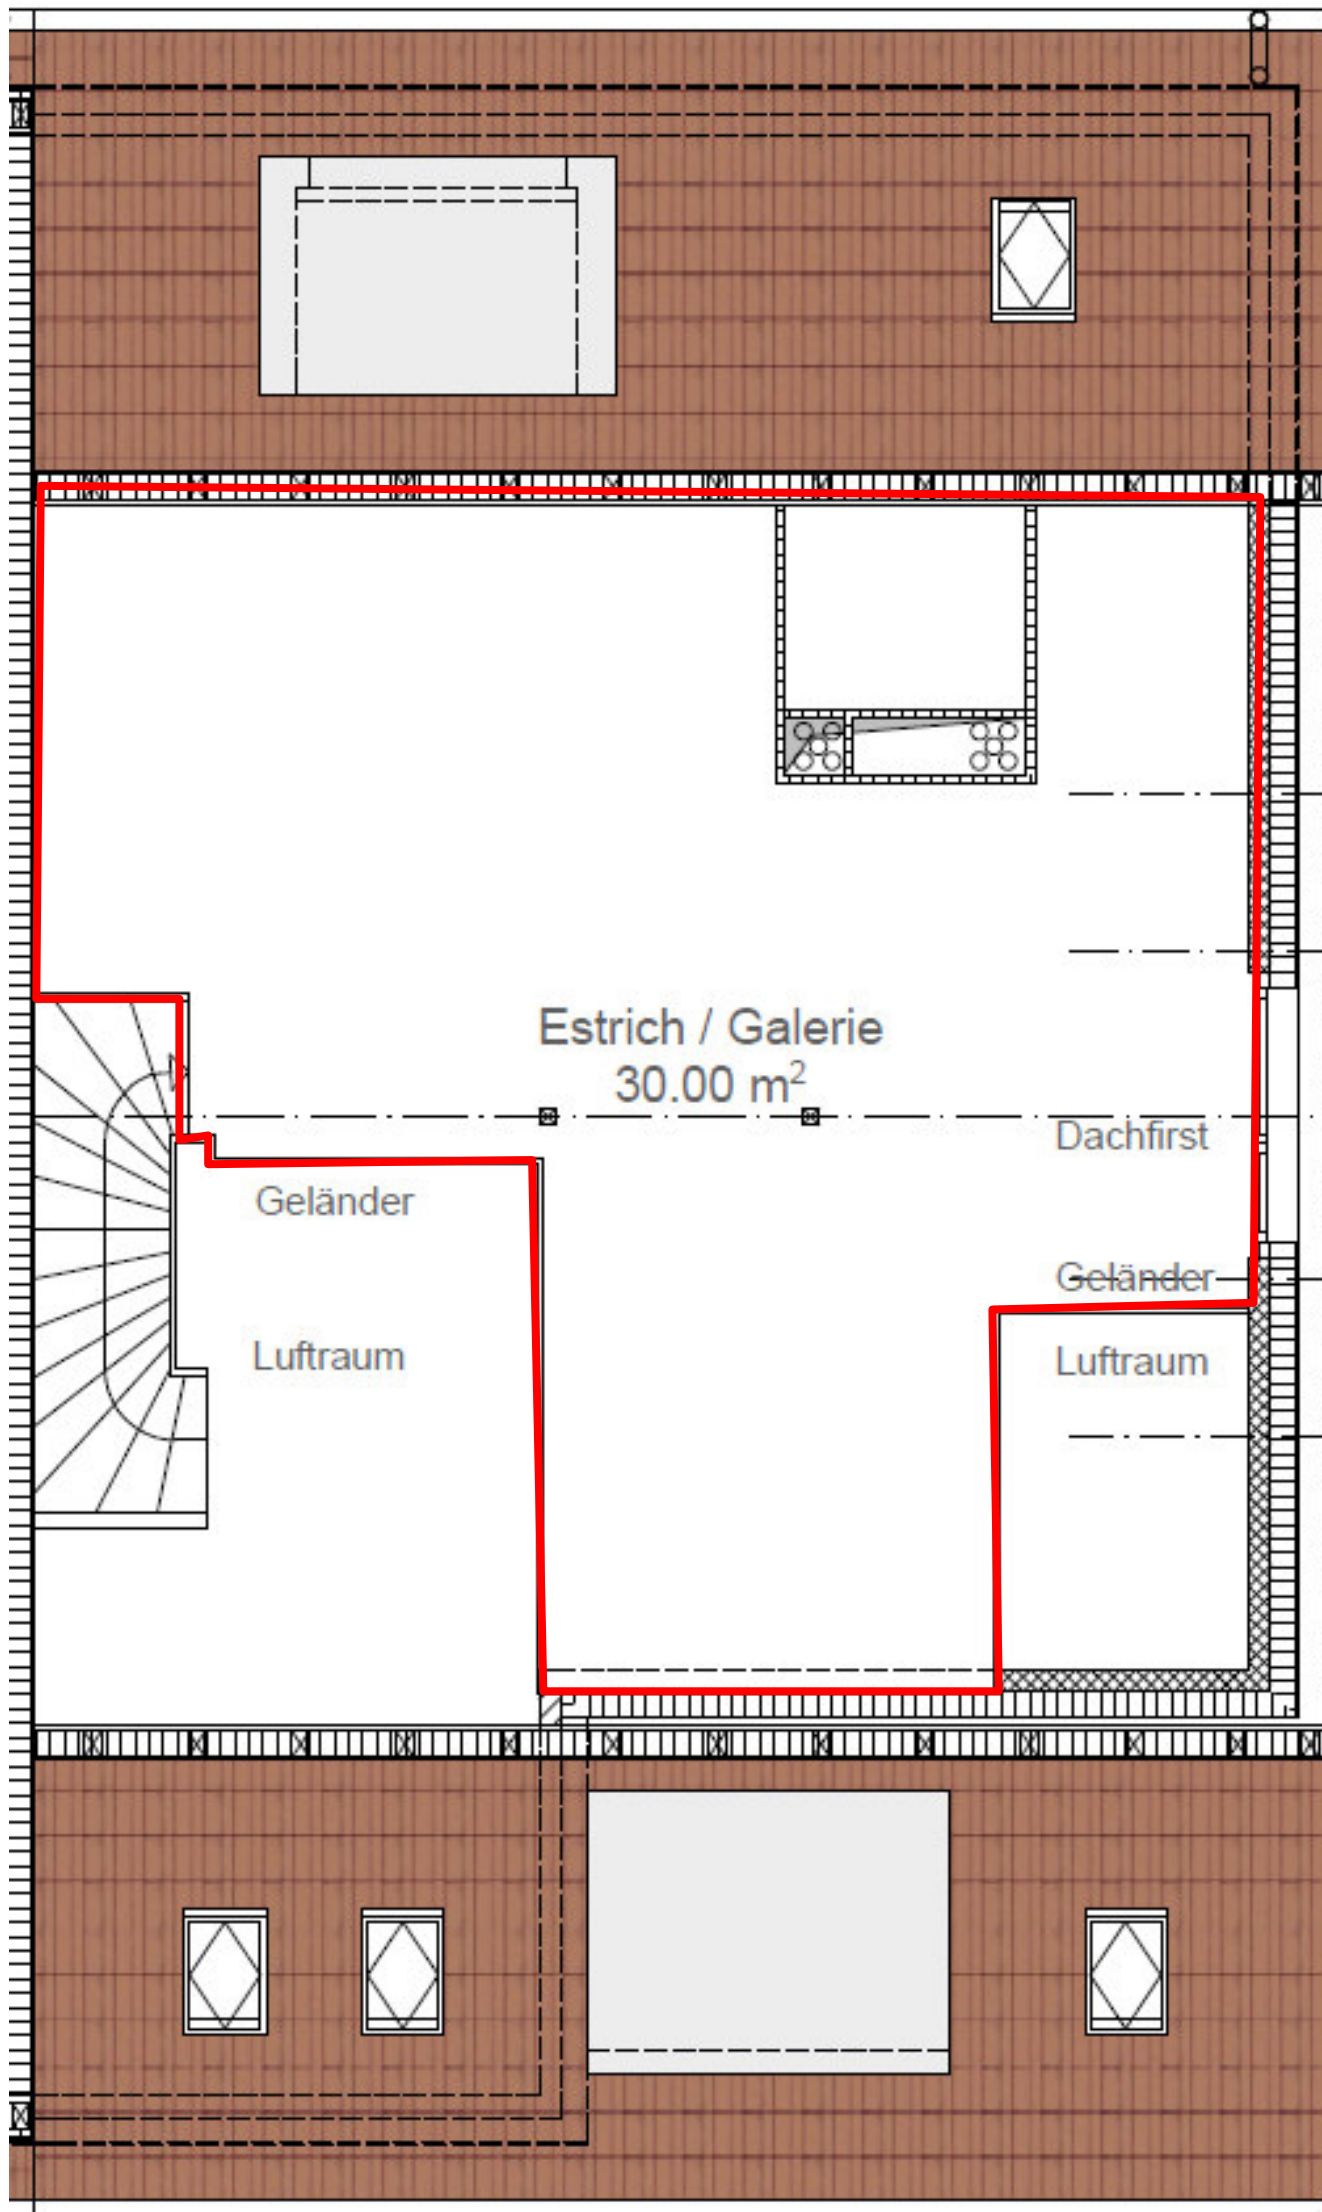 Estrich / Galerie
30.00 m²
Dachfirst
Geländer
Geländer
Luftraum
Luftraum